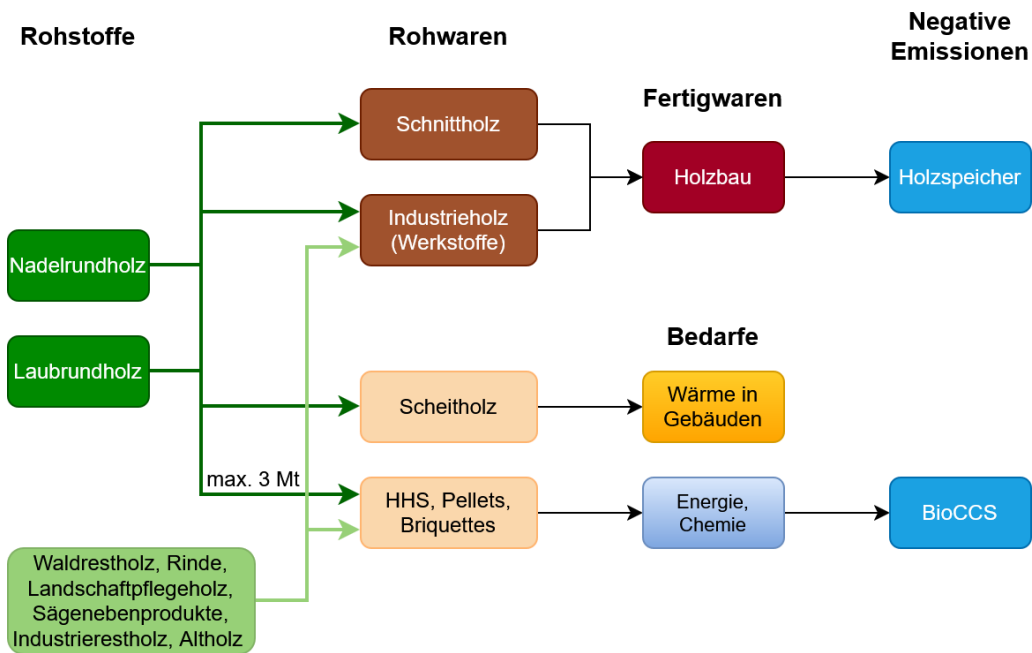 Rohstoffe
Rohwaren
Negative
Emissionen
Fertigwaren
Schnittholz
Holzbau
Holzspeicher
Industrieholz
(Werkstoffe)
Nadelrundholz
Laubrundholz
Bedarfe
Scheitholz
Wärme in
Gebäuden
max. 3 Mt
HHS, Pellets,
Briquettes
Energie,
Chemie
BioCCS
Waldrestholz, Rinde,
Landschaftpflegeholz,
Sägenebenprodukte,
Industrierestholz, Altholz